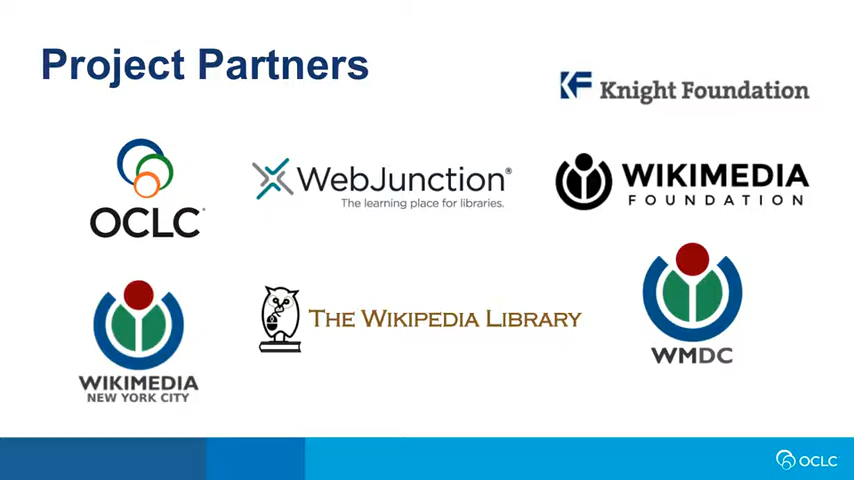 Project Partners
KF Knight Foundation
OCLC®
WebJunction®
The learning place for libraries.
WIKIMEDIA
FOUNDATION
WIKIMEDIA
NEW YORK CITY
THE WIKIPEDIA LIBRARY
WMDC
OCLC